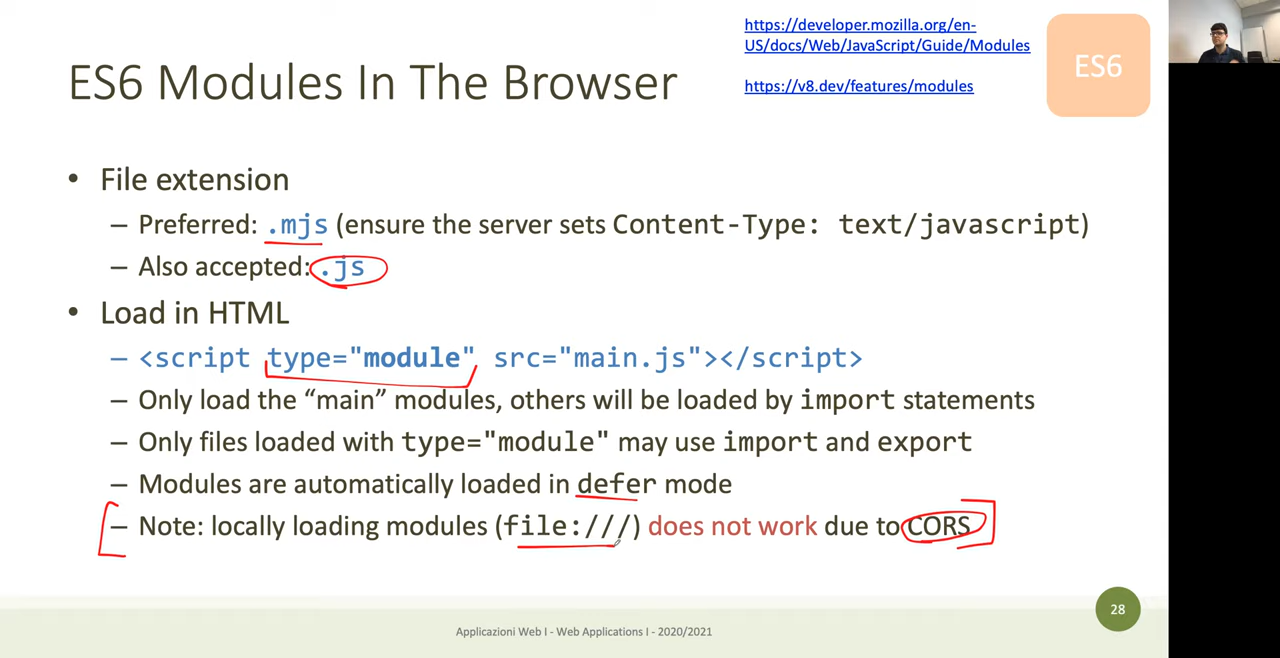 https://developer.mozilla.org/en-
US/docs/Web/JavaScript/Guide/Modules
https://v8.dev/features/modules
ES6
ES6 Modules In The Browser
• File extension
– Preferred: .mjs (ensure the server sets Content-Type: text/javascript)
– Also accepted: .js
• Load in HTML
– <script type="module" src="main.js"></script>
– Only load the “main” modules, others will be loaded by import statements
– Only files loaded with type="module" may use import and export
– Modules are automatically loaded in defer mode
– Note: locally loading modules (file:///) does not work due to CORS
28
Applicazioni Web I - Web Applications I - 2020/2021